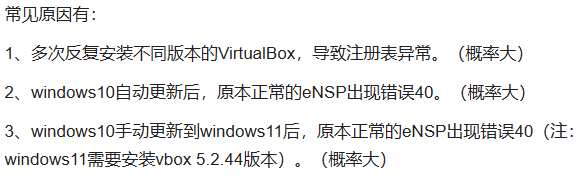 常见原因有：
1、多次反复安装不同版本的VirtualBox，导致注册表异常。（概率大）
2、windows10自动更新后，原本正常的eNSP出现错误40。（概率大）
3、windows10手动更新到windows11后，原本正常的eNSP出现错误40（注：
windows11需要安装vbox 5.2.44版本）。（概率大）